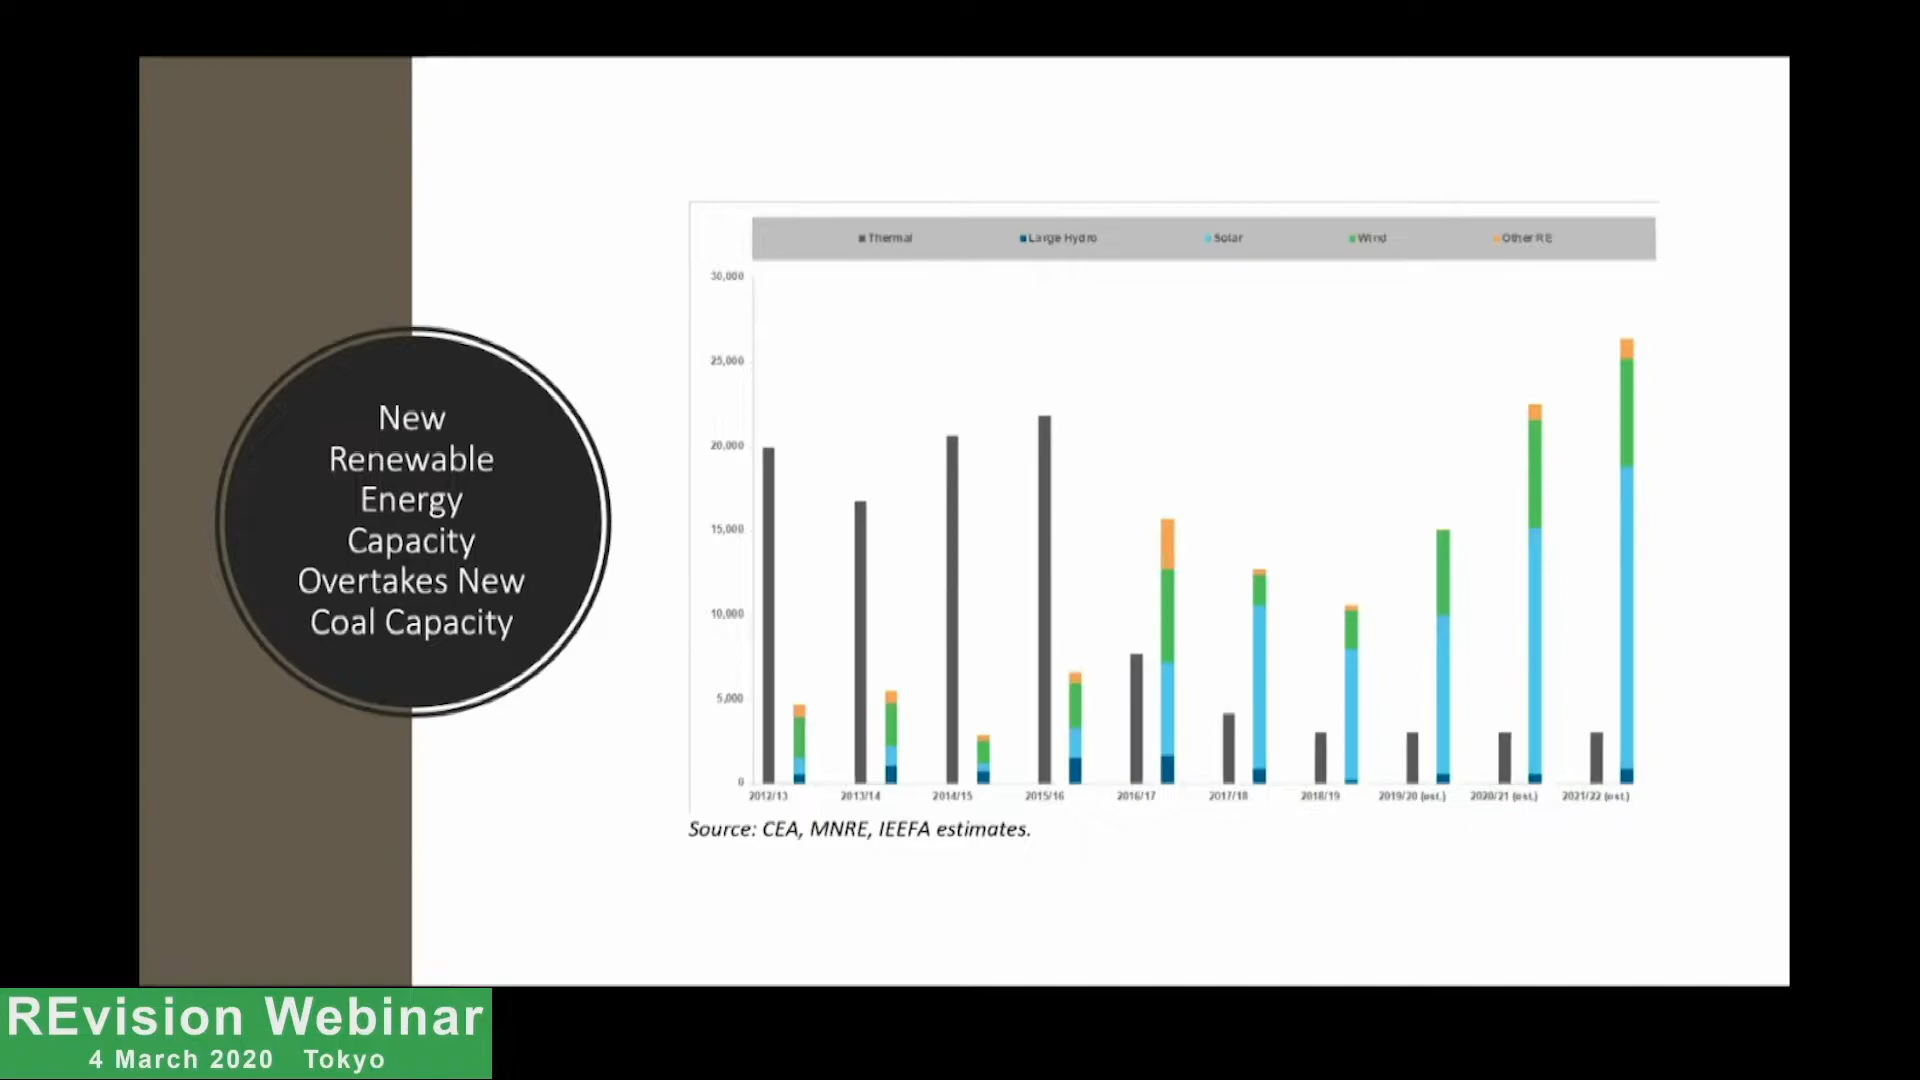 New
Renewable
Energy
Capacity
Overtakes New
Coal Capacity
Thermal Large Hydro Solar Wind Other RE
30,000
25,000
20,000
15,000
10,000
5,000
0
2012/13 2013/14 2014/15 2015/16 2016/17 2017/18 2018/19 2019/20 (est.) 2020/21 (est.) 2021/22 (est.)
Source: CEA, MNRE, IEEFA estimates.
REvision Webinar
4 March 2020 Tokyo